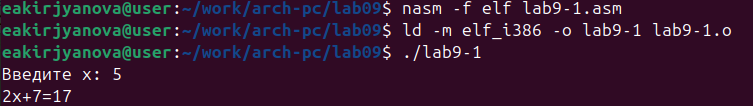 eakirjyanova@user:~/work/arch-pc/lab09$ nasm -f elf lab9-1.asm
eakirjyanova@user:~/work/arch-pc/lab09$ ld -m elf_i386 -o lab9-1 lab9-1.o
eakirjyanova@user:~/work/arch-pc/lab09$ ./lab9-1
Введите x: 5
2x+7=17